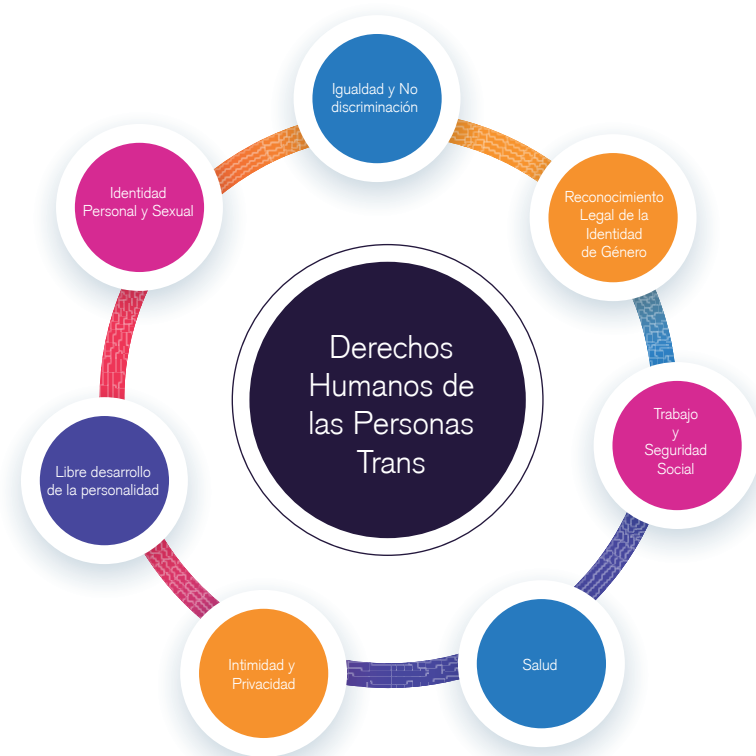 Igualdad y No
discriminación
Reconocimiento
Legal de la
Identidad
de Género
Trabajo
y
Seguridad
Social
Salud
Intimidad y
Privacidad
Libre desarrollo
de la personalidad
Identidad
Personal y Sexual
Derechos
Humanos de
las Personas
Trans